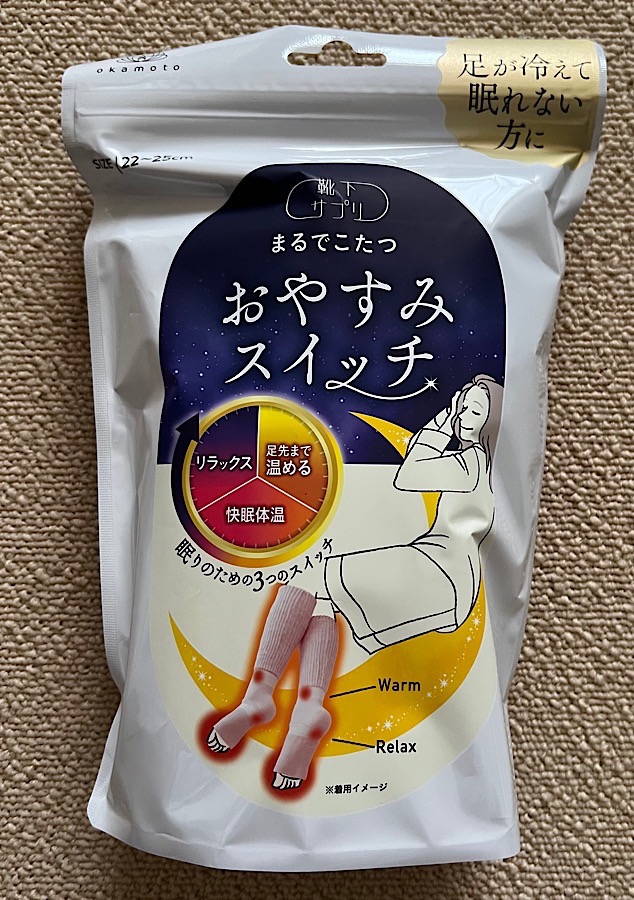 okamoto
足が冷えて
眠れない
方に
SIZE 22~25cm
靴下
サプリ
まるでこたつ
おやすみ
スイッチ
リラックス
足先まで
温める
快眠体温
眠りのための3つのスイッチ
Warm
Relax
※着用イメージ